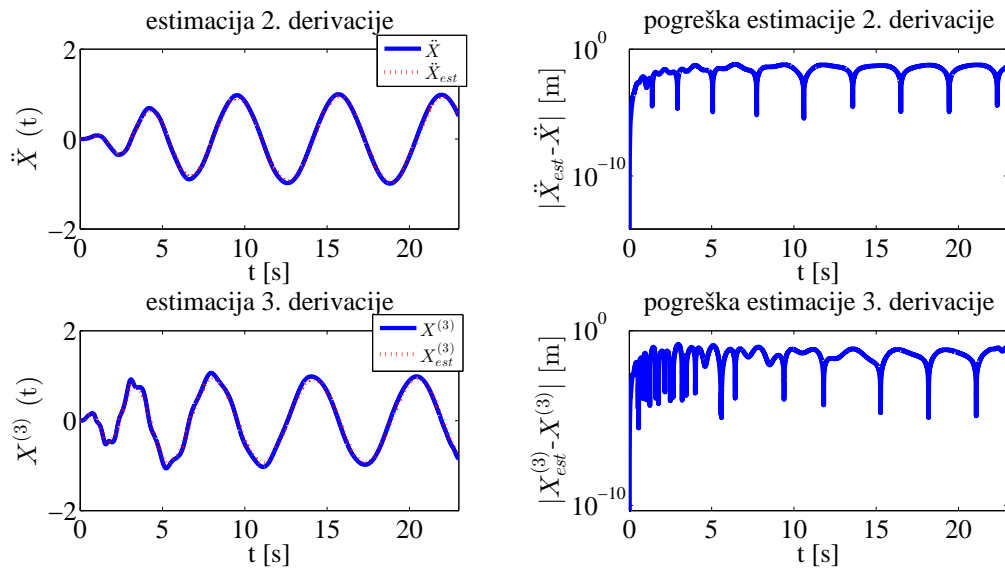 estimacija 2. derivacije
2
0
−2
0 5 10 15 20
Ẍ (t)
t [s]
Ẍ
Ẍ_est
pogreška estimacije 2. derivacije
10^0
10^−10
0 5 10 15 20
|Ẍ_est-Ẍ| [m]
t [s]
estimacija 3. derivacije
2
0
−2
0 5 10 15 20
X^(3) (t)
t [s]
X^(3)
X_est^(3)
pogreška estimacije 3. derivacije
10^0
10^−10
0 5 10 15 20
|X_est^(3)-X^(3)| [m]
t [s]